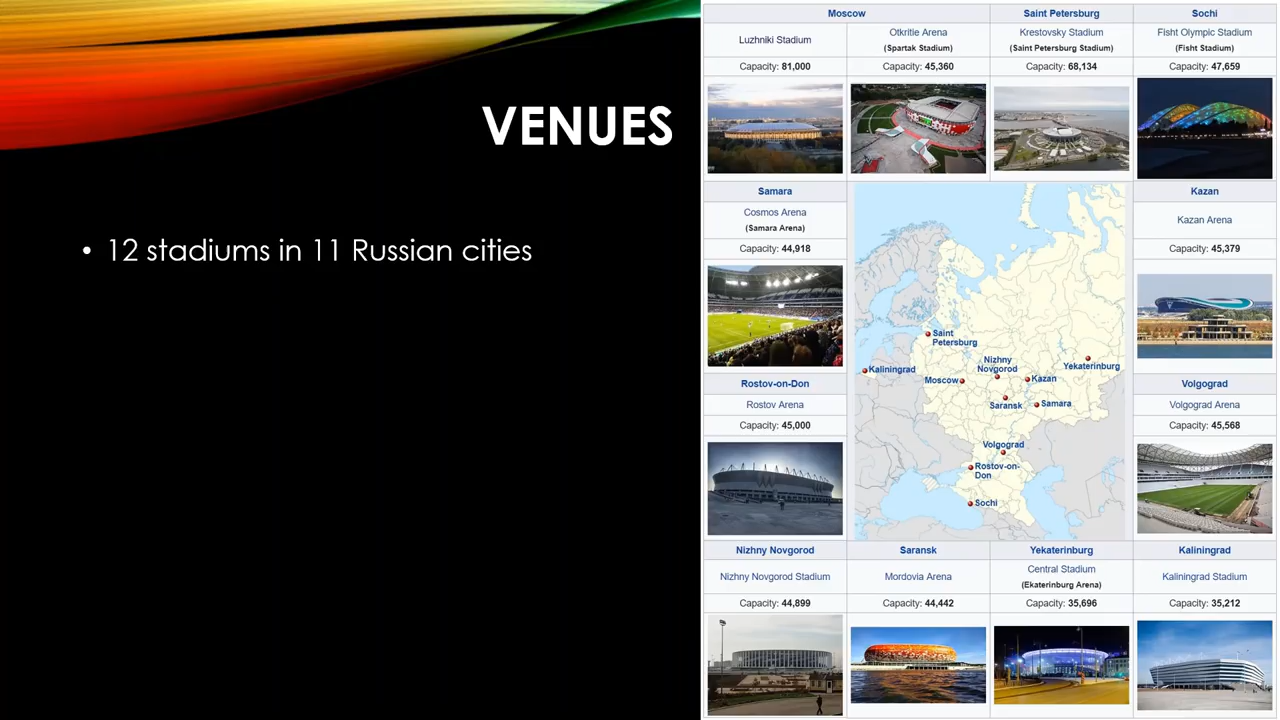 VENUES
• 12 stadiums in 11 Russian cities
Moscow
Saint Petersburg
Sochi
Luzhniki Stadium
Otkritie Arena
(Spartak Stadium)
Krestovsky Stadium
(Saint Petersburg Stadium)
Fisht Olympic Stadium
(Fisht Stadium)
Capacity: 81,000
Capacity: 45,360
Capacity: 68,134
Capacity: 47,659
Samara
Cosmos Arena
(Samara Arena)
Capacity: 44,918
Kazan
Kazan Arena
Capacity: 45,379
Saint
Petersburg
Kaliningrad
Moscow
Nizhny
Novgorod
Kazan
Yekaterinburg
Saransk
Samara
Volgograd
Rostov-on-
Don
Sochi
Rostov-on-Don
Rostov Arena
Capacity: 45,000
Volgograd
Volgograd Arena
Capacity: 45,568
Nizhny Novgorod
Saransk
Yekaterinburg
Kaliningrad
Nizhny Novgorod Stadium
Mordovia Arena
Central Stadium
(Ekaterinburg Arena)
Kaliningrad Stadium
Capacity: 44,899
Capacity: 44,442
Capacity: 35,696
Capacity: 35,212